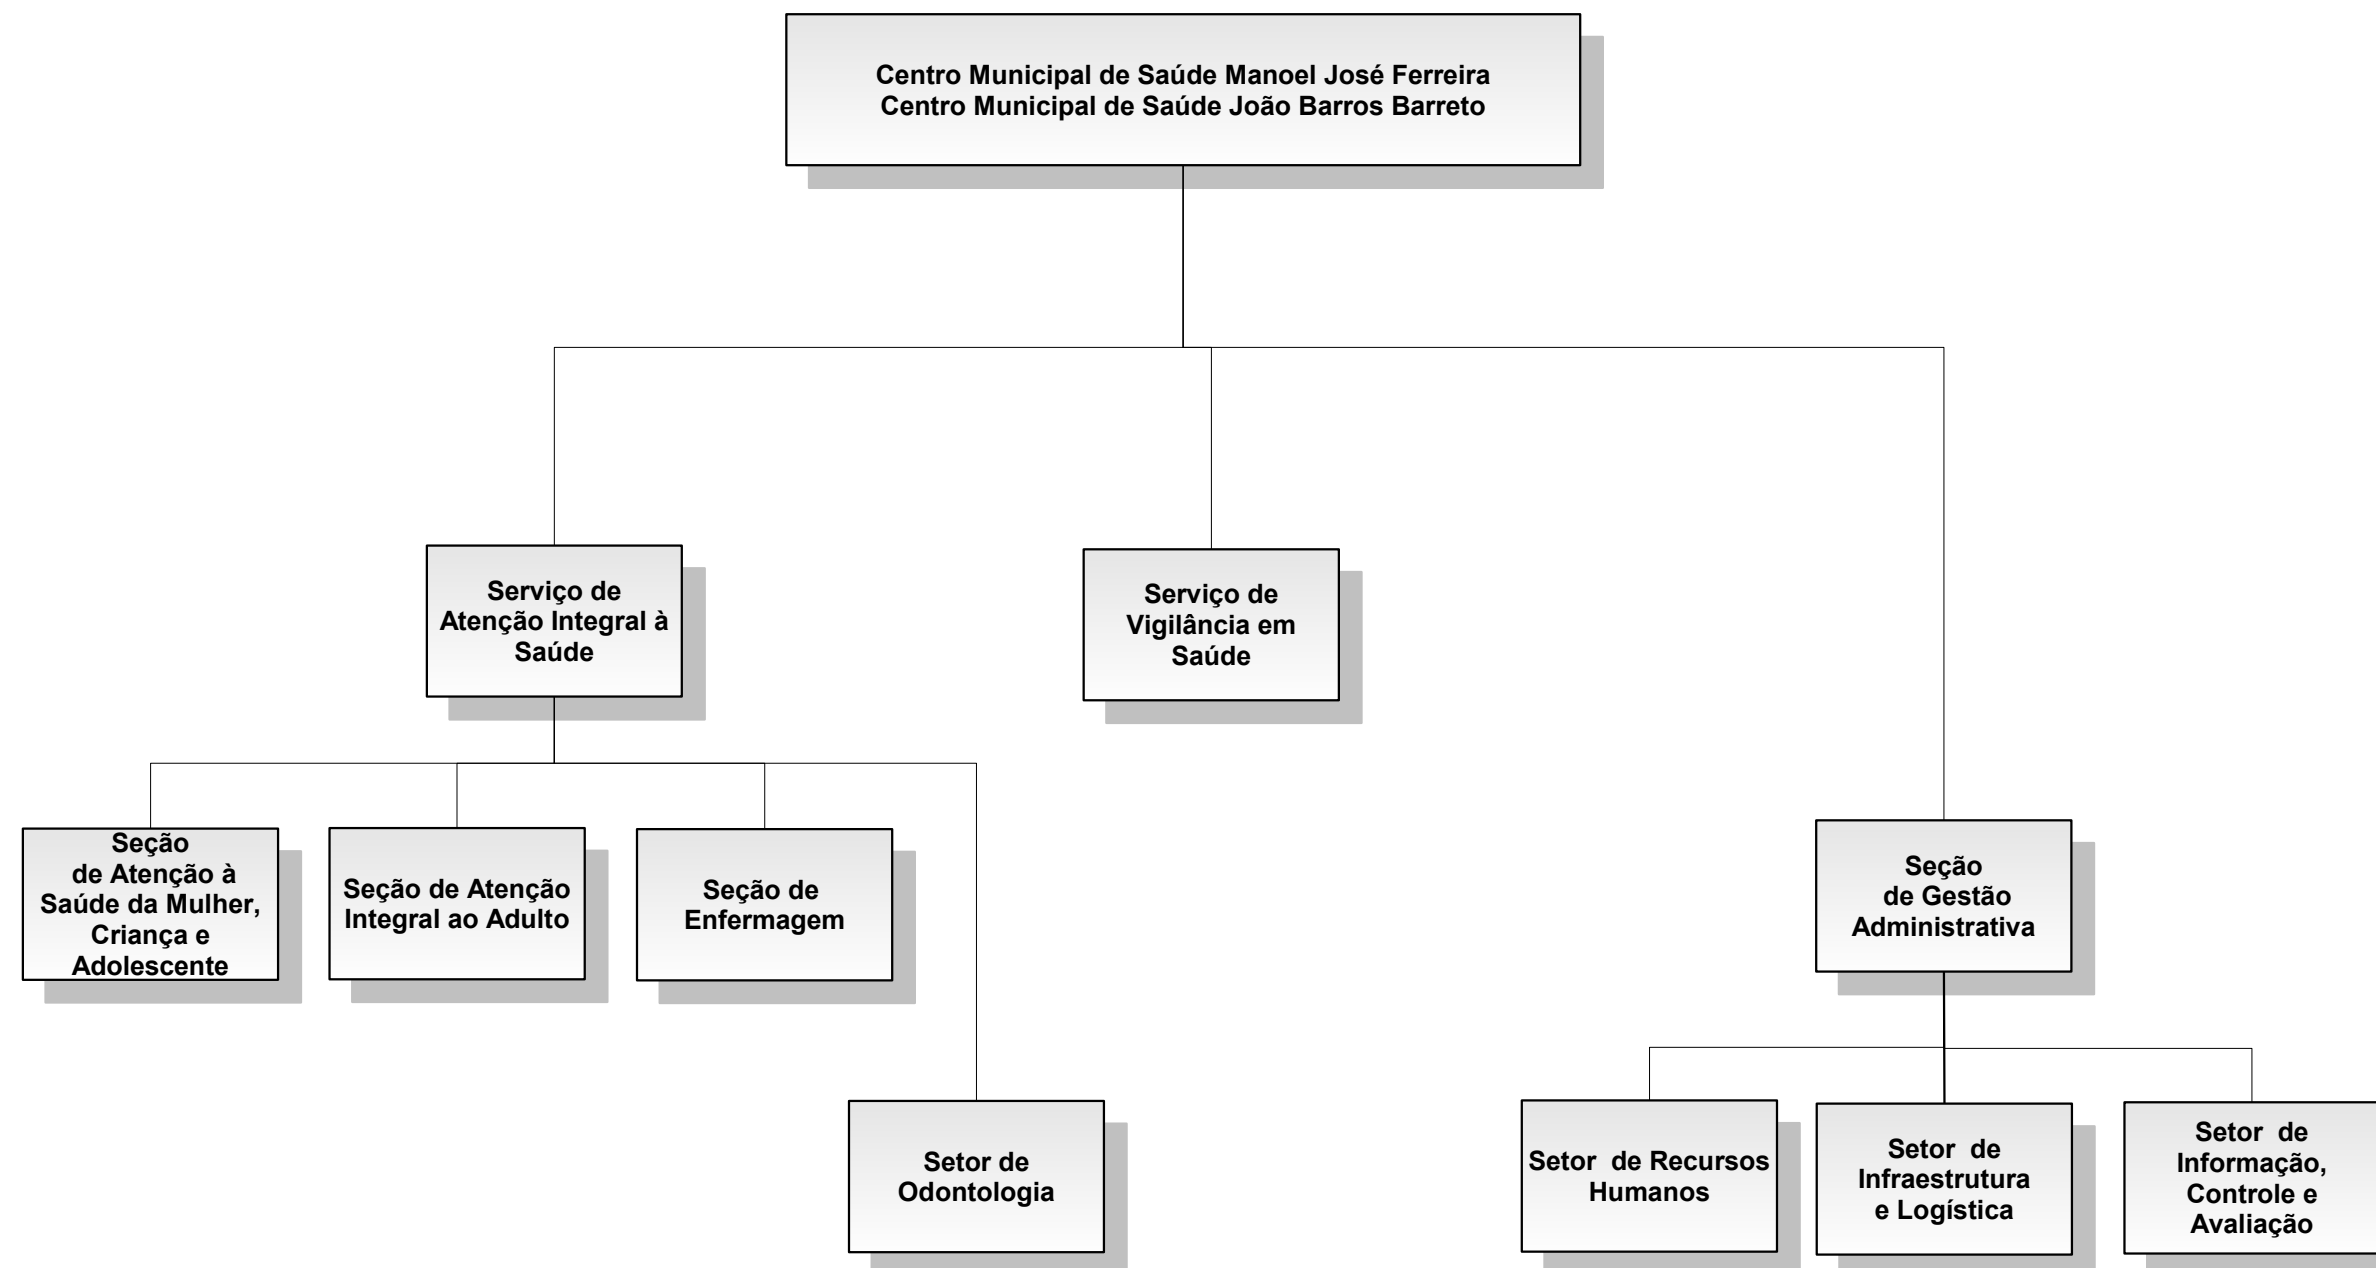 Centro Municipal de Saúde Manoel José Ferreira
Centro Municipal de Saúde João Barros Barreto
Serviço de
Atenção Integral à
Saúde
Serviço de
Vigilância em
Saúde
Seção
de Atenção à
Saúde da Mulher,
Criança e
Adolescente
Seção de Atenção
Integral ao Adulto
Seção de
Enfermagem
Seção
de Gestão
Administrativa
Setor de
Odontologia
Setor  de Recursos
Humanos
Setor  de
Infraestrutura
e Logística
Setor  de
Informação,
Controle e
Avaliação